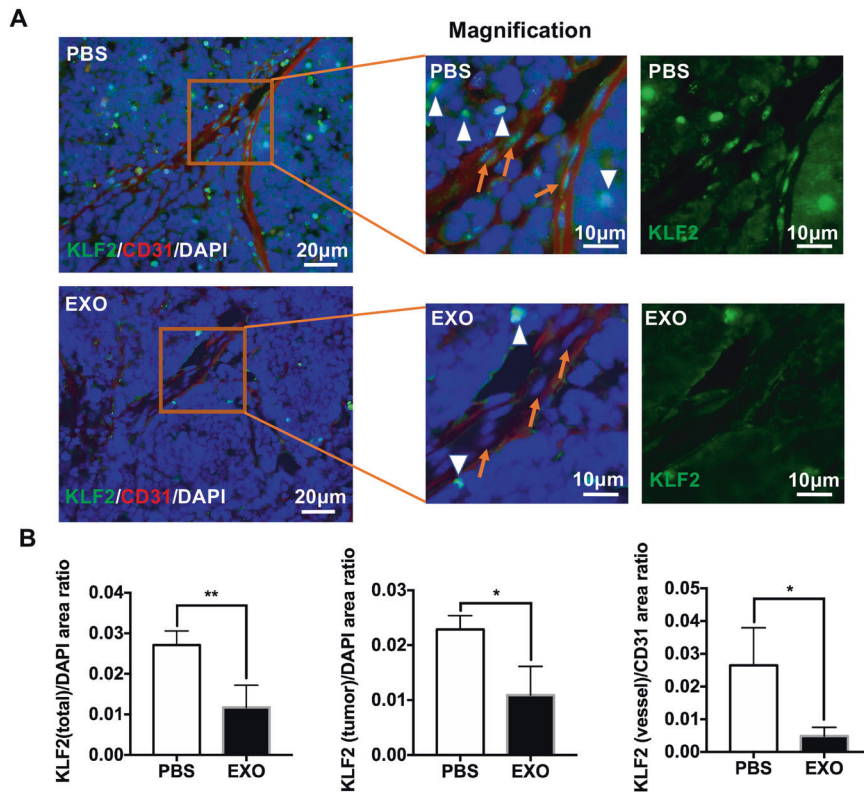 A
Magnification
PBS
KLF2/CD31/DAPI
20µm
PBS
10µm
PBS
KLF2
10µm
EXO
KLF2/CD31/DAPI
20µm
EXO
10µm
EXO
KLF2
10µm
B
KLF2(total)/DAPI area ratio
0.04
0.03
0.02
0.01
0.00
**
PBS
EXO
KLF2 (tumor)/DAPI area ratio
0.03
0.02
0.01
0.00
*
PBS
EXO
KLF2 (vessel)/CD31 area ratio
0.05
0.04
0.03
0.02
0.01
0.00
*
PBS
EXO